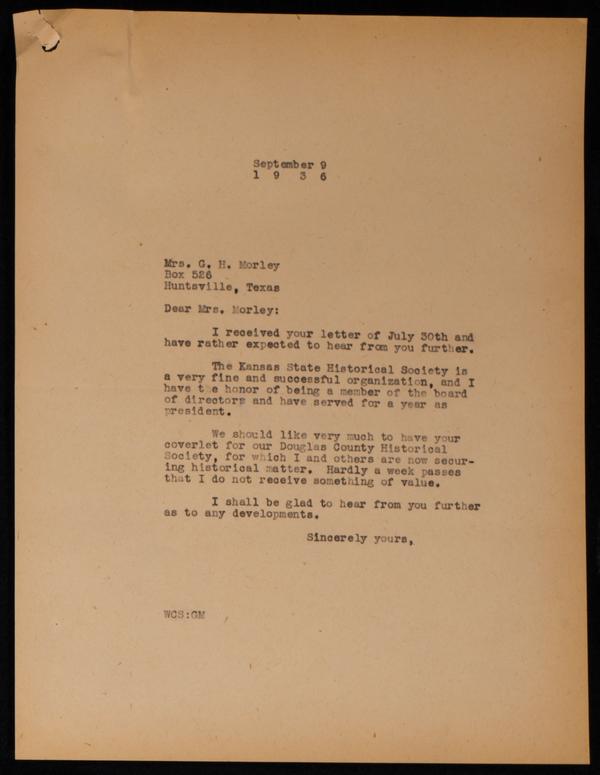 September 9
1 9 3 6
Mrs. G. H. Morley
Box 526
Huntsville, Texas
Dear Mrs. Morley:
I received your letter of July 30th and
have rather expected to hear from you further.
The Kansas State Historical Society is
a very fine and successful organization, and I
have the honor of being a member of the board
of directors and have served for a year as
president.
We should like very much to have your
coverlet for our Douglas County Historical
Society, for which I and others are now secur-
ing historical matter. Hardly a week passes
that I do not receive something of value.
I shall be glad to hear from you further
as to any developments.
Sincerely yours,
WCS:GM